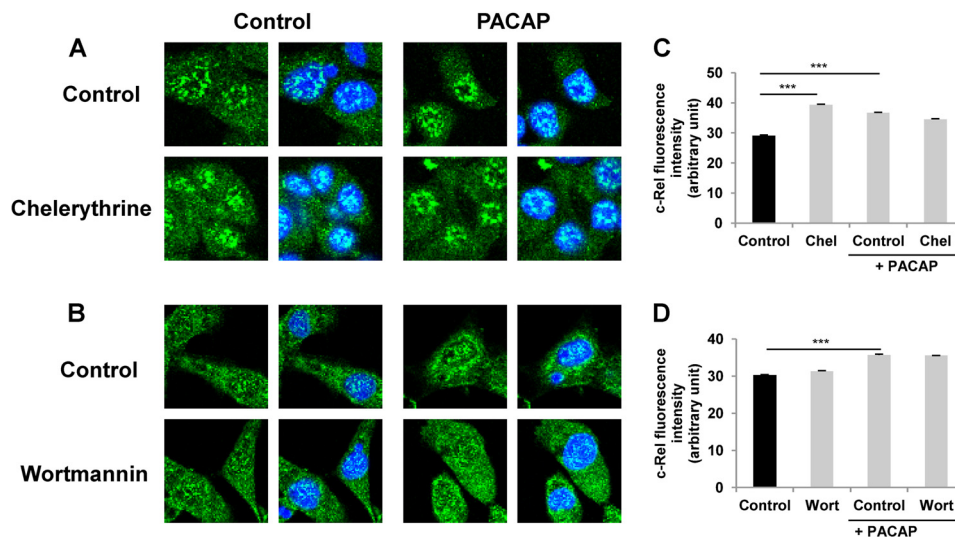 Control PACAP
A
Control
Chelerythrine
B
Control
Wortmannin
C
c-Rel fluorescence
intensity
(arbitrary unit)
50
40
30
20
10
0
***
***
Control Chel Control Chel
+ PACAP
D
c-Rel fluorescence
intensity
(arbitrary unit)
50
40
30
20
10
0
***
Control Wort Control Wort
+ PACAP